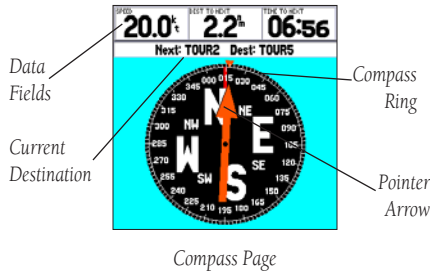 SPEED
20.0 k t
DIST TO NEXT
2.2 n m
TIME TO NEXT
06:56
Next: TOUR2 Dest: TOUR5
Data
Fields
Compass
Ring
000 015 030
345 045
330 060
315 075
300 090
285 105
270 120
255 135
240 150
225 165
210 195 180
N
NE
E
SE
S
SW
W
NW
Current
Destination
Pointer
Arrow
Compass Page